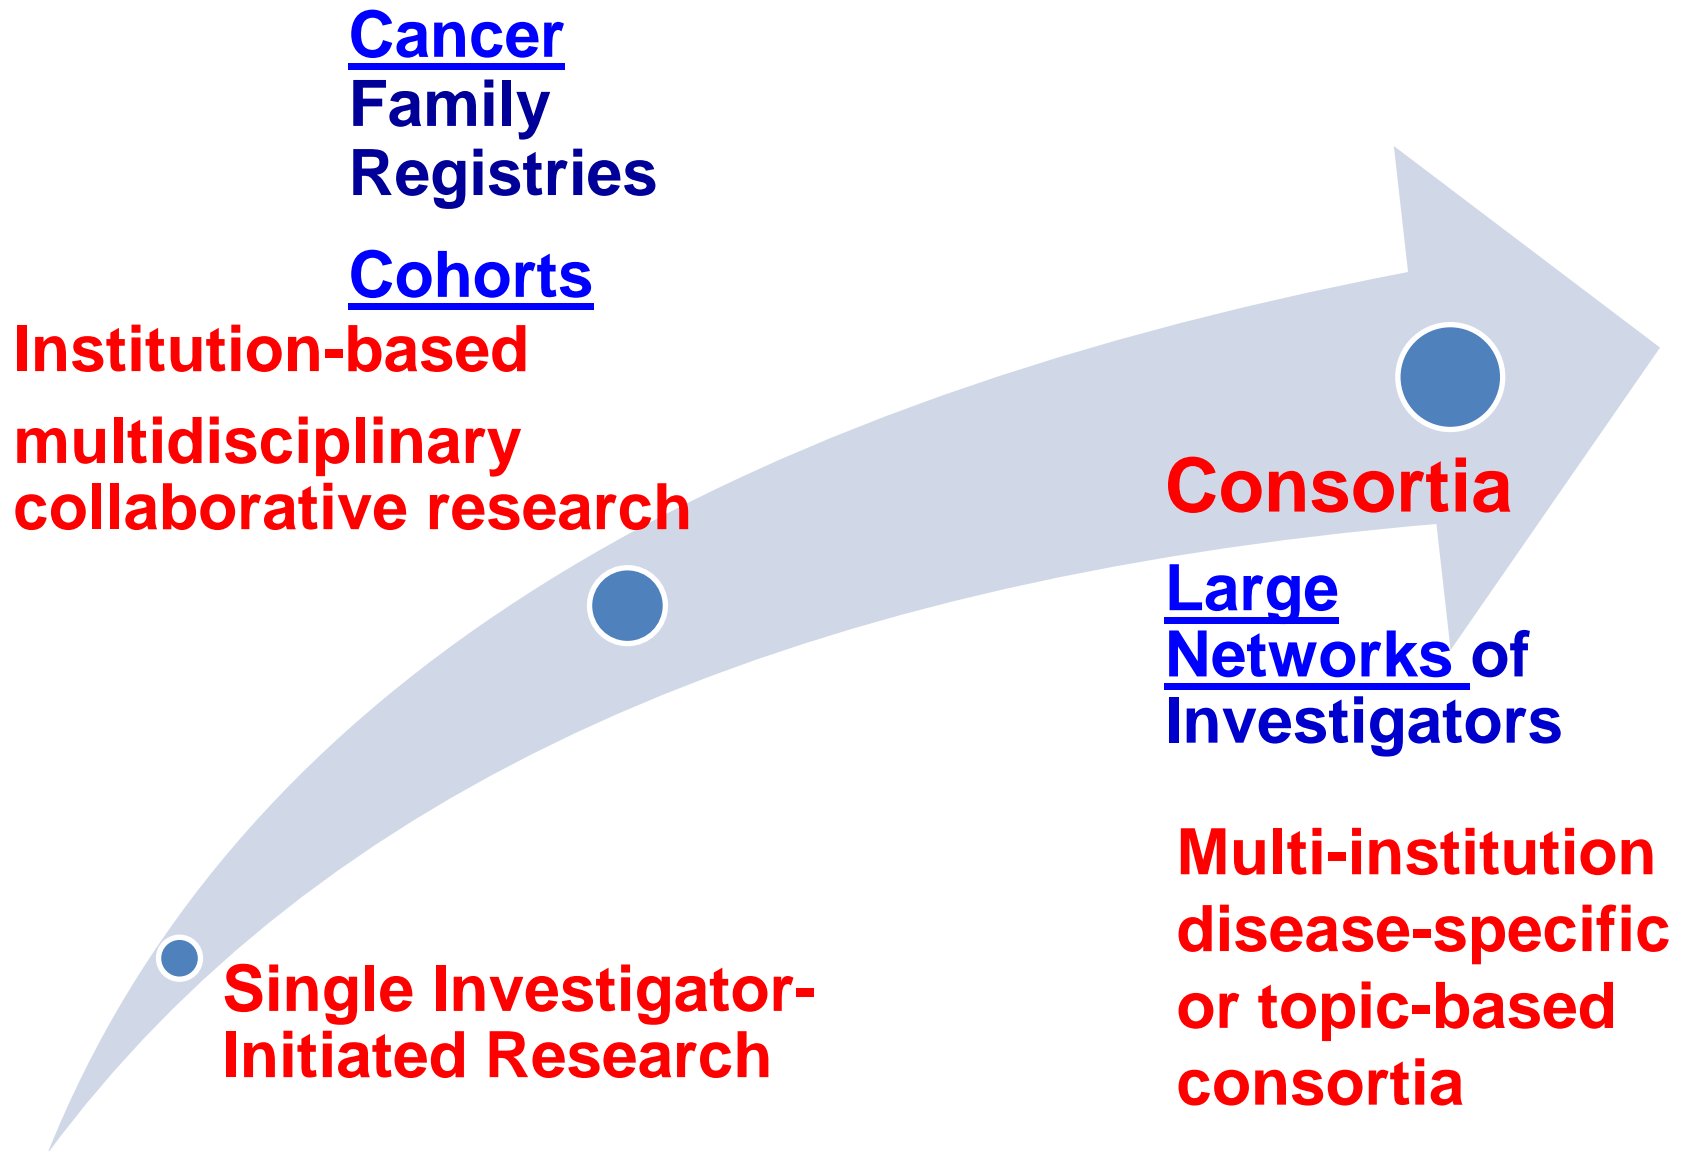 Cancer
Family
Registries
Cohorts
Institution-based
multidisciplinary
collaborative research
Consortia
Large
Networks of
Investigators
Single Investigator-
Initiated Research
Multi-institution
disease-specific
or topic-based
consortia